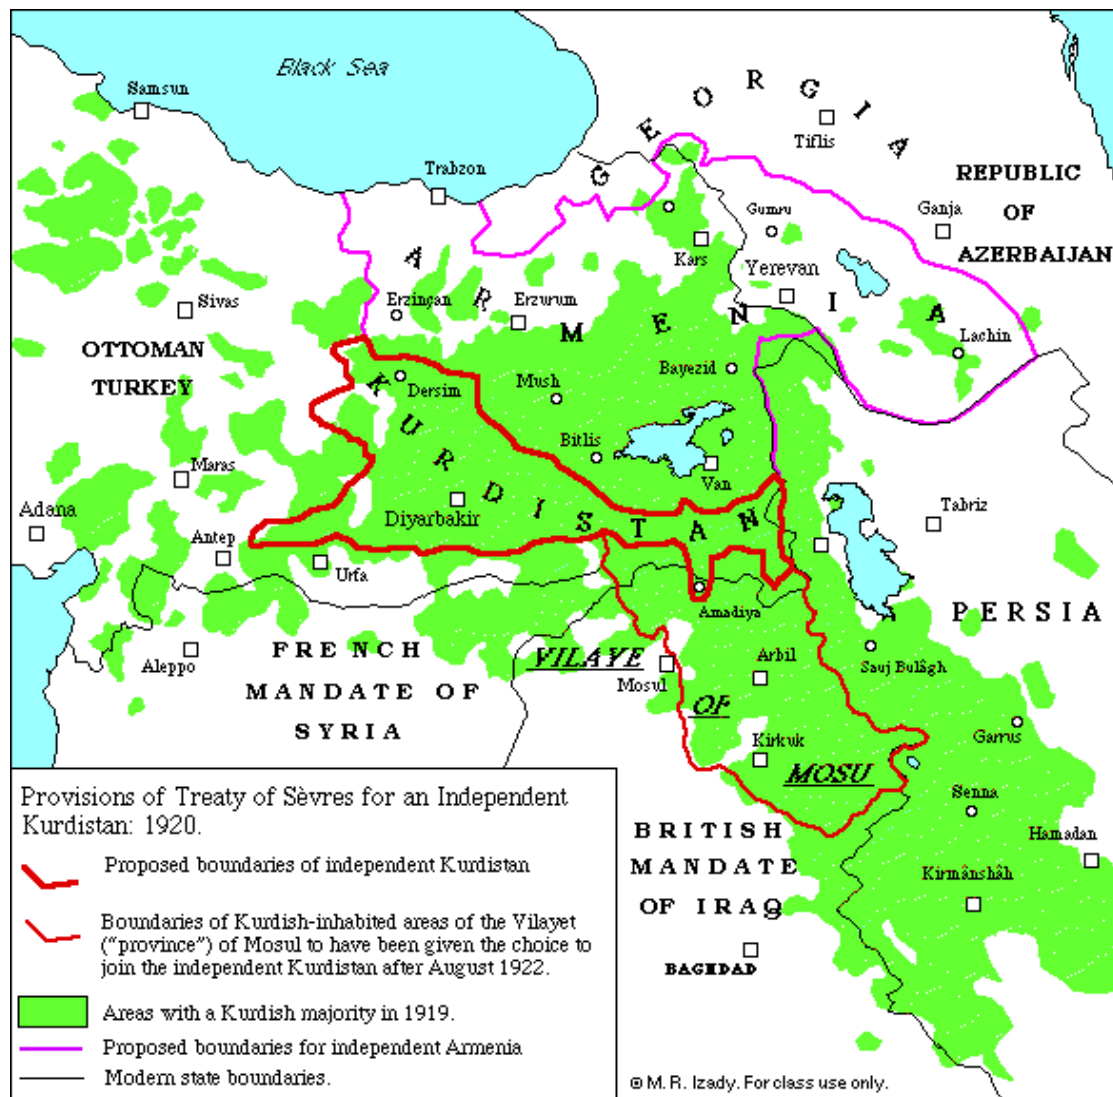 Black Sea
Samsun
GEORGIA
Tiflis
Trabzon
REPUBLIC
OF
AZERBAIJAN
Gumru
Ganja
Kars
Yerevan
ARMENIA
Erzinçan
Erzurum
Sivas
Lachin
OTTOMAN
TURKEY
Bayezid
Dersim
Mush
KURDISTAN
Bitlis
Maras
Van
Adana
Diyarbakir
Tabriz
Antep
Urfa
Amadiya
PERSIA
Aleppo
FRENCH
MANDATE OF
SYRIA
VILAYE
Mosul
Arbil
Sauj Bulâgh
OF
Kirkuk
Garrus
MOSU
Senna
BRITISH
MANDATE
OF IRAQ
Hamadan
Kirmânshâh
BAGHDAD
Provisions of Treaty of Sèvres for an Independent
Kurdistan: 1920.
Proposed boundaries of independent Kurdistan
Boundaries of Kurdish-inhabited areas of the Vilayet
(“province”) of Mosul to have been given the choice to
join the independent Kurdistan after August 1922.
Areas with a Kurdish majority in 1919.
Proposed boundaries for independent Armenia
Modern state boundaries.
© M. R. Izady. For class use only.